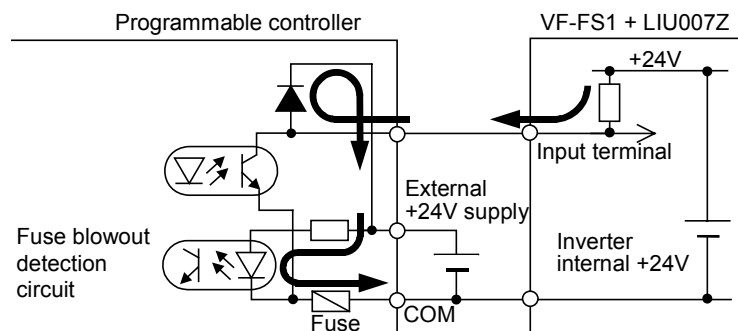 Programmable controller
VF-FS1 + LIU007Z
+24V
Input terminal
External
+24V supply
Fuse blowout
detection
circuit
Inverter
internal +24V
COM
Fuse